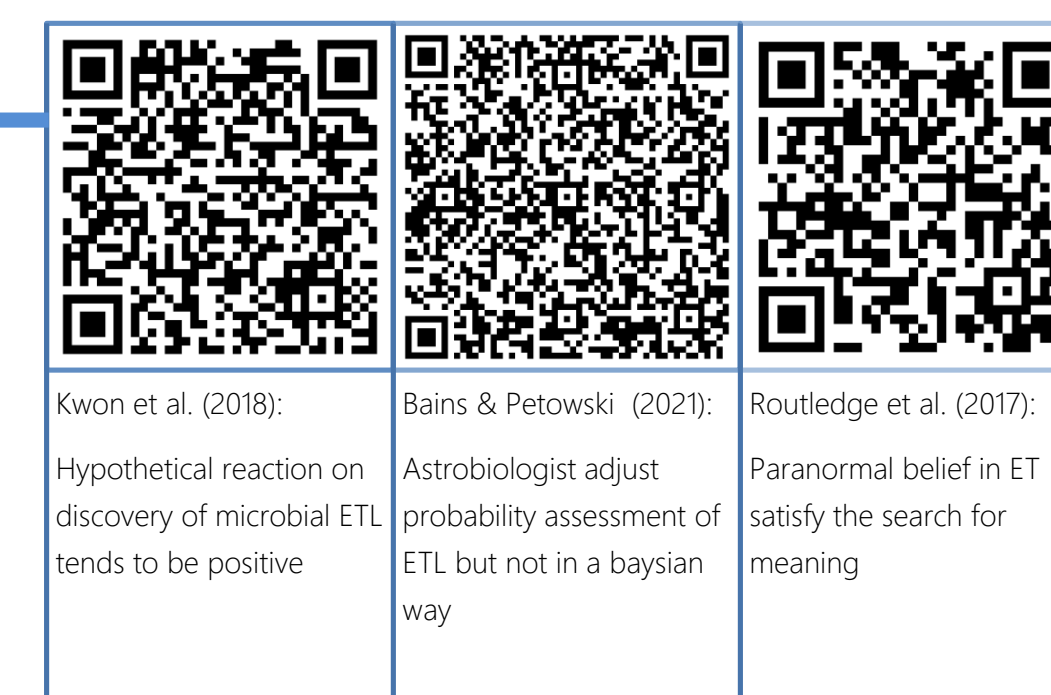 Kwon et al. (2018):
Hypothetical reaction on
discovery of microbial ETL
tends to be positive
Bains & Petowski (2021):
Astrobiologist adjust
probability assessment of
ETL but not in a baysian
way
Routledge et al. (2017):
Paranormal belief in ET
satisfy the search for
meaning